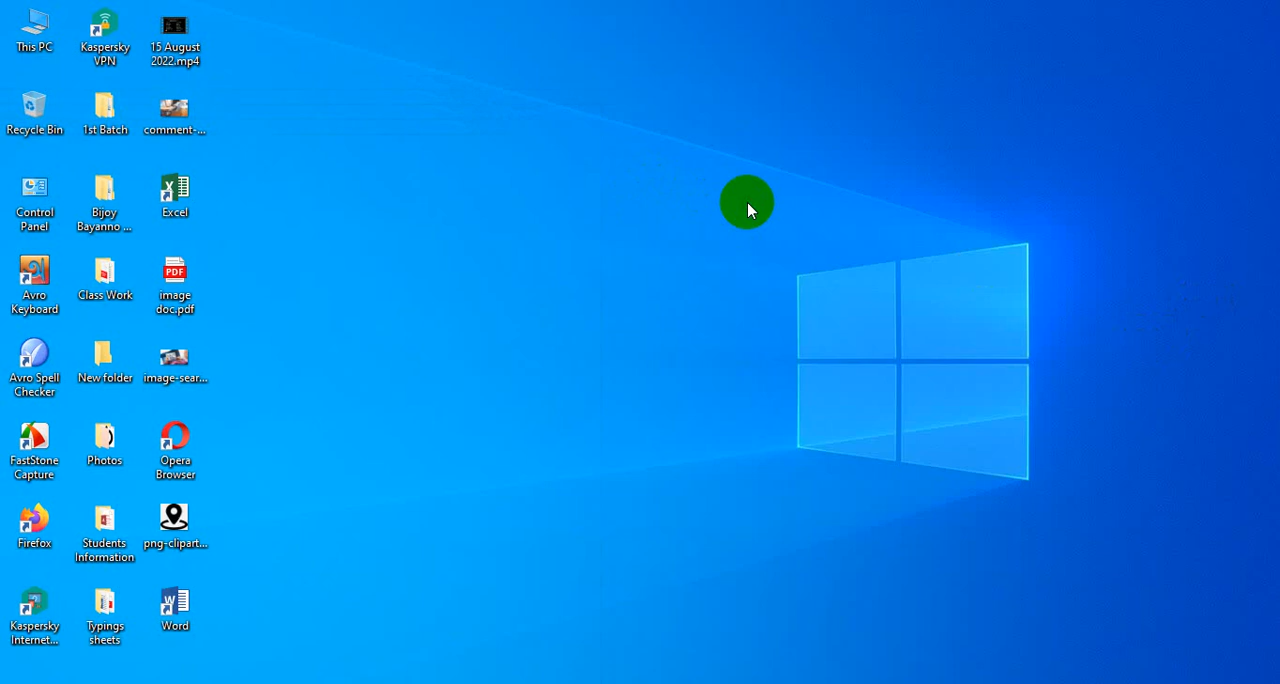 This PC
Kaspersky
VPN
15 August
2022.mp4
Recycle Bin
1st Batch
comment-...
Control
Panel
Bijoy
Bayanno ...
Excel
Avro
Keyboard
Class Work
PDF
image
doc.pdf
Avro Spell
Checker
New folder
image-sear...
FastStone
Capture
Photos
Opera
Browser
Firefox
Students
Information
png-clipart...
Kaspersky
Internet...
Typings
sheets
Word